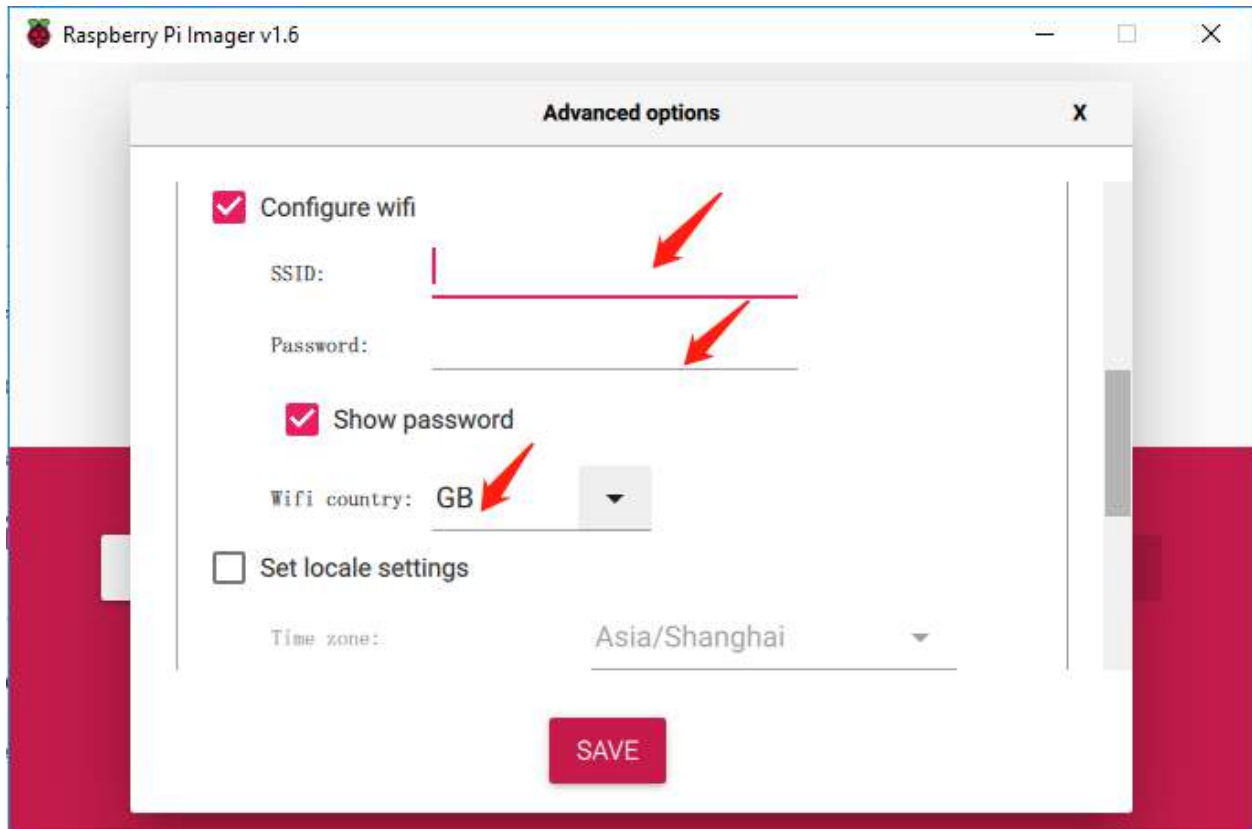 Raspberry Pi Imager v1.6
Advanced options
X
Configure wifi
SSID:
Password:
Show password
Wifi country: GB
Set locale settings
Time zone: Asia/Shanghai
SAVE